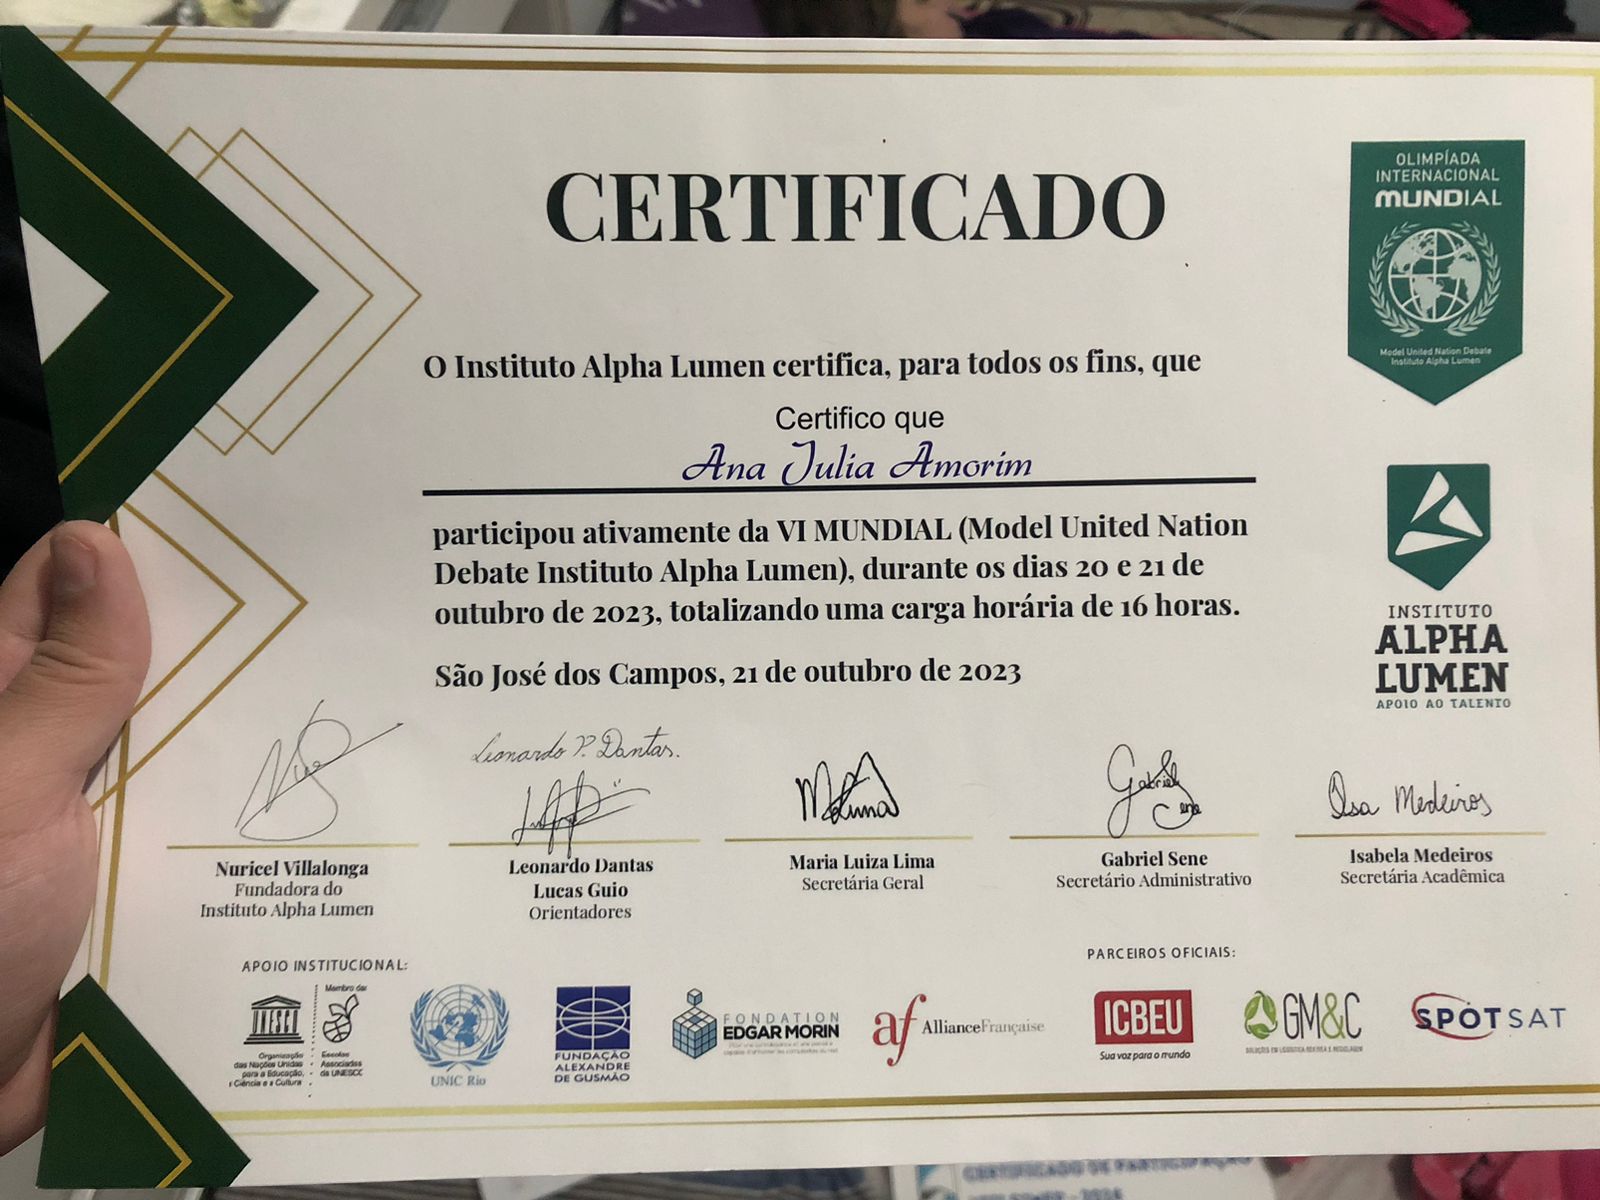 CERTIFICADO
OLIMPÍADA
INTERNACIONAL
MUNDIAL
Model United Nation Debate
Instituto Alpha Lumen
O Instituto Alpha Lumen certifica, para todos os fins, que
Certifico que
Ana Julia Amorim
participou ativamente da VI MUNDIAL (Model United Nation
Debate Instituto Alpha Lumen), durante os dias 20 e 21 de
outubro de 2023, totalizando uma carga horária de 16 horas.
São José dos Campos, 21 de outubro de 2023
INSTITUTO
ALPHA
LUMEN
APOIO AO TALENTO
Leonardo P. Dantas.
Gabriel
Sene
Isa Medeiros
Nuricel Villalonga
Fundadora do
Instituto Alpha Lumen
Leonardo Dantas
Lucas Guio
Orientadores
Maria Luiza Lima
Secretária Geral
Gabriel Sene
Secretário Administrativo
Isabela Medeiros
Secretária Acadêmica
APOIO INSTITUCIONAL:
UNESCO
Organização
das Nações Unidas
para a Educação,
a Ciência e a Cultura
Membro das
Escolas
Associadas
da UNESCO
UNIC Rio
FUNDAÇÃO
ALEXANDRE
DE GUSMÃO
FONDATION
EDGAR MORIN
af AllianceFrançaise
PARCEIROS OFICIAIS:
ICBEU
Sua voz para o mundo
GM&C
SOLUÇÕES EM LOGÍSTICA REVERSA E RECICLAGEM
SPOTSAT
CERTIFICADO DE PARTICIPAÇÃO